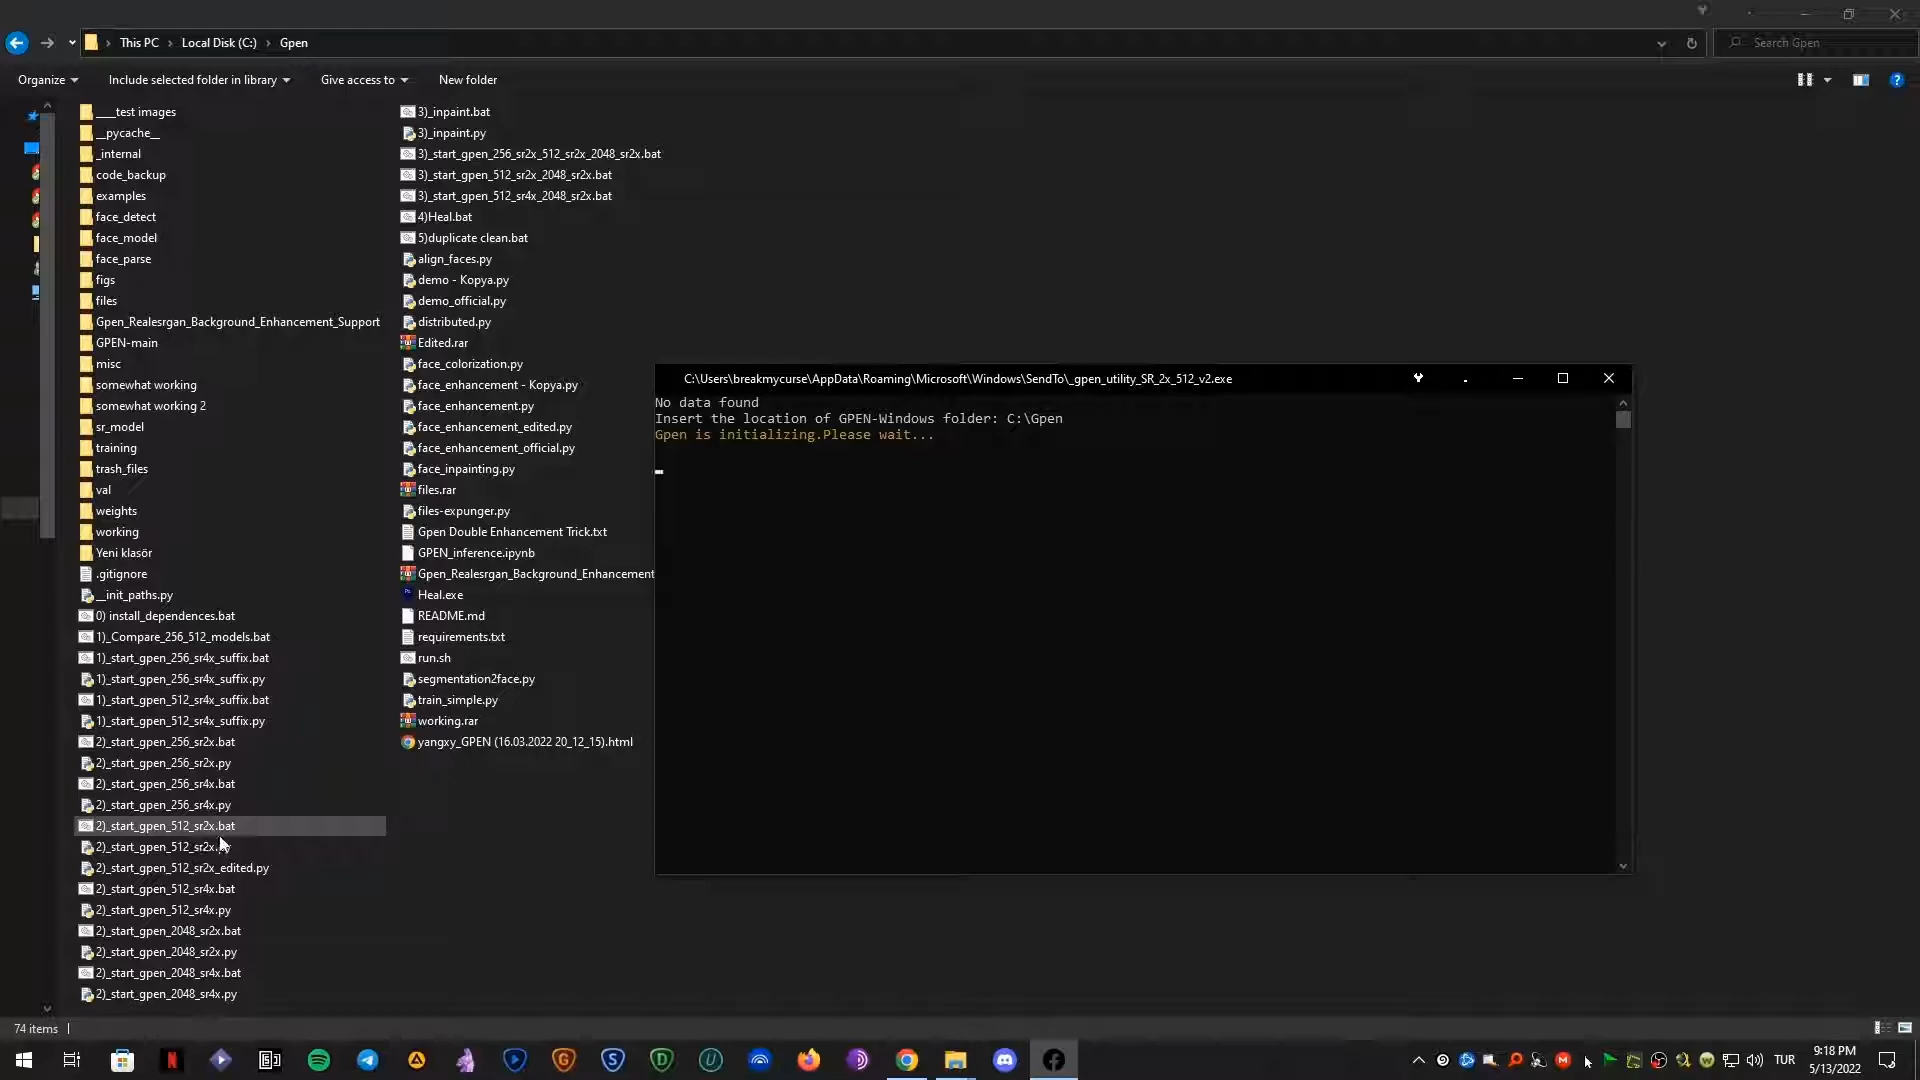 This PC
Local Disk (C:)
Gpen
Search Gpen
Organize
Include selected folder in library
Give access to
New folder
____test images
__pycache__
_internal
code_backup
examples
face_detect
face_model
face_parse
figs
files
Gpen_Realesrgan_Background_Enhancement_Support
GPEN-main
misc
somewhat working
somewhat working 2
sr_model
training
trash_files
val
weights
working
Yeni klasör
.gitignore
__init_paths.py
0) install_dependences.bat
1)_Compare_256_512_models.bat
1)_start_gpen_256_sr4x_suffix.bat
1)_start_gpen_256_sr4x_suffix.py
1)_start_gpen_512_sr4x_suffix.bat
1)_start_gpen_512_sr4x_suffix.py
2)_start_gpen_256_sr2x.bat
2)_start_gpen_256_sr2x.py
2)_start_gpen_256_sr4x.bat
2)_start_gpen_256_sr4x.py
2)_start_gpen_512_sr2x.bat
2)_start_gpen_512_sr2x.py
2)_start_gpen_512_sr2x_edited.py
2)_start_gpen_512_sr4x.bat
2)_start_gpen_512_sr4x.py
2)_start_gpen_2048_sr2x.bat
2)_start_gpen_2048_sr2x.py
2)_start_gpen_2048_sr4x.bat
2)_start_gpen_2048_sr4x.py
3)_inpaint.bat
3)_inpaint.py
3)_start_gpen_256_sr2x_512_sr2x_2048_sr2x.bat
3)_start_gpen_512_sr2x_2048_sr2x.bat
3)_start_gpen_512_sr4x_2048_sr2x.bat
4)Heal.bat
5)duplicate clean.bat
align_faces.py
demo - Kopya.py
demo_official.py
distributed.py
Edited.rar
face_colorization.py
face_enhancement - Kopya.py
face_enhancement.py
face_enhancement_edited.py
face_enhancement_official.py
face_inpainting.py
files.rar
files-expunger.py
Gpen Double Enhancement Trick.txt
GPEN_inference.ipynb
Gpen_Realesrgan_Background_Enhancement
Heal.exe
README.md
requirements.txt
run.sh
segmentation2face.py
train_simple.py
working.rar
yangxy_GPEN (16.03.2022 20_12_15).html
C:\Users\breakmycurse\AppData\Roaming\Microsoft\Windows\SendTo\_gpen_utility_SR_2x_512_v2.exe
No data found
Insert the location of GPEN-Windows folder: C:\Gpen
Gpen is initializing.Please wait...
74 items
TUR
9:18 PM
5/13/2022